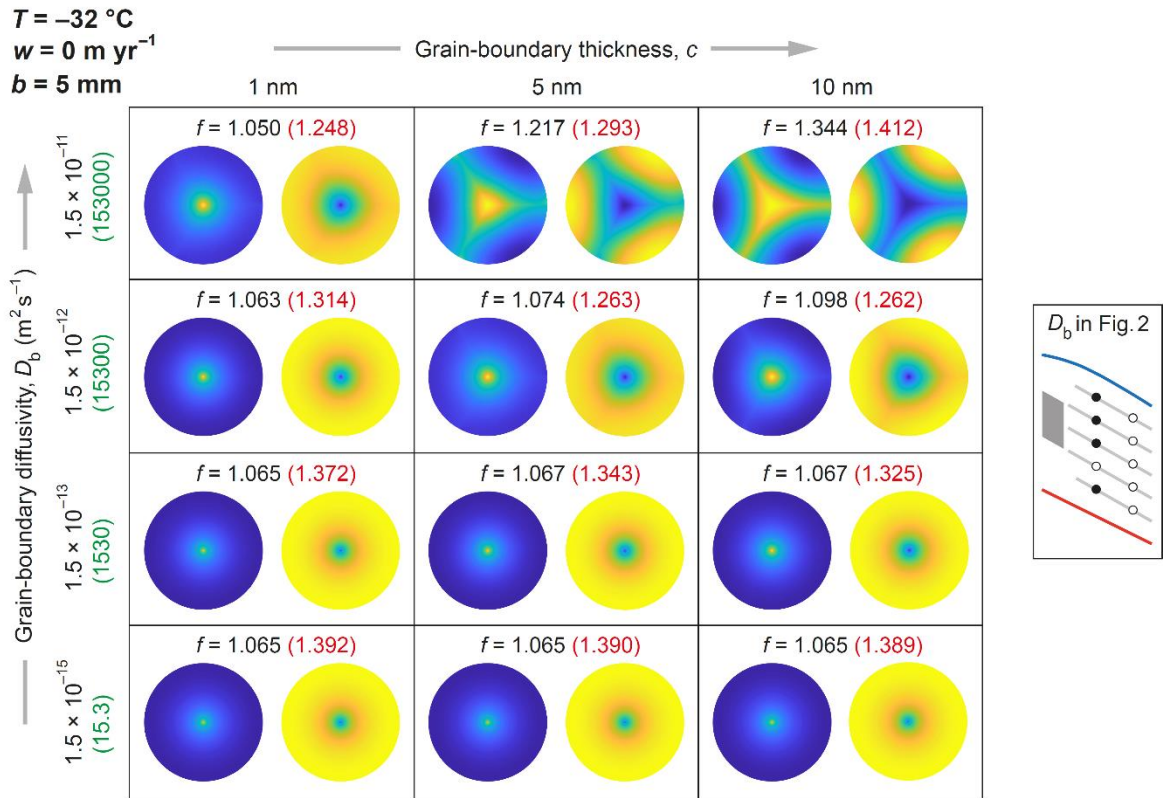 T = –32 °C
w = 0 m yr⁻¹
b = 5 mm
Grain-boundary thickness, c
1 nm 5 nm 10 nm
Grain-boundary diffusivity, D_b (m² s⁻¹)
1.5 × 10⁻¹¹
(153000)
f = 1.050 (1.248) f = 1.217 (1.293) f = 1.344 (1.412)
1.5 × 10⁻¹²
(15300)
f = 1.063 (1.314) f = 1.074 (1.263) f = 1.098 (1.262)
1.5 × 10⁻¹³
(1530)
f = 1.065 (1.372) f = 1.067 (1.343) f = 1.067 (1.325)
1.5 × 10⁻¹⁵
(15.3)
f = 1.065 (1.392) f = 1.065 (1.390) f = 1.065 (1.389)
D_b in Fig. 2